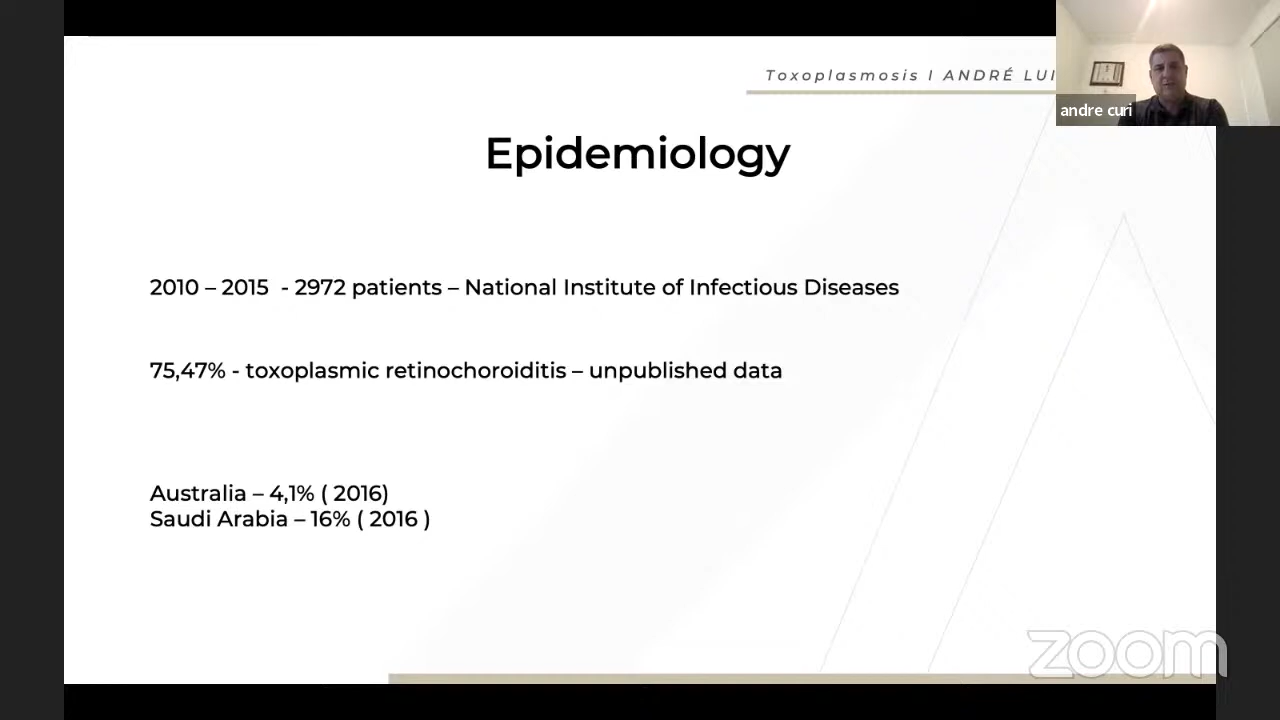 Toxoplasmosis I ANDRÉ LUI
andre curi
Epidemiology
2010 – 2015 - 2972 patients – National Institute of Infectious Diseases
75,47% - toxoplasmic retinochoroiditis – unpublished data
Australia – 4,1% ( 2016)
Saudi Arabia – 16% ( 2016 )
zoom